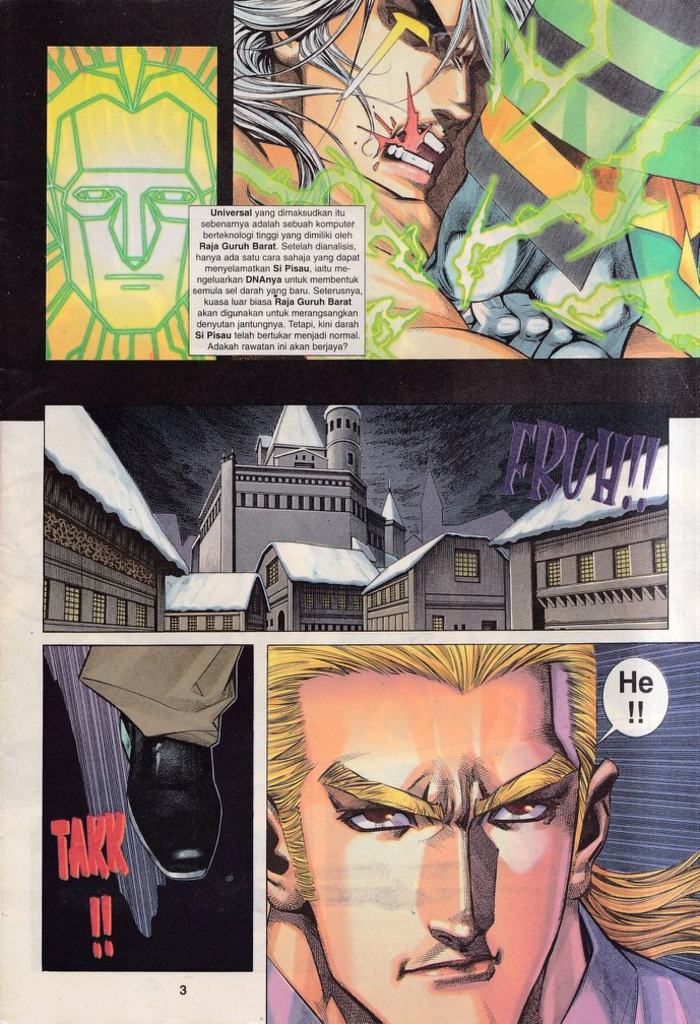 Universal yang dimaksudkan itu
sebenarnya adalah sebuah komputer
berteknologi tinggi yang dimiliki oleh
Raja Guruh Barat. Setelah dianalisis,
hanya ada satu cara sahaja yang dapat
menyelamatkan Si Pisau, iaitu me-
ngeluarkan DNAnya untuk membentuk
semula sel darah yang baru. Seterusnya,
kuasa luar biasa Raja Guruh Barat
akan digunakan untuk merangsangkan
denyutan jantungnya. Tetapi, kini darah
Si Pisau telah bertukar menjadi normal.
Adakah rawatan ini akan berjaya?
FRUH!!
TAKK
!!
He
!!
3